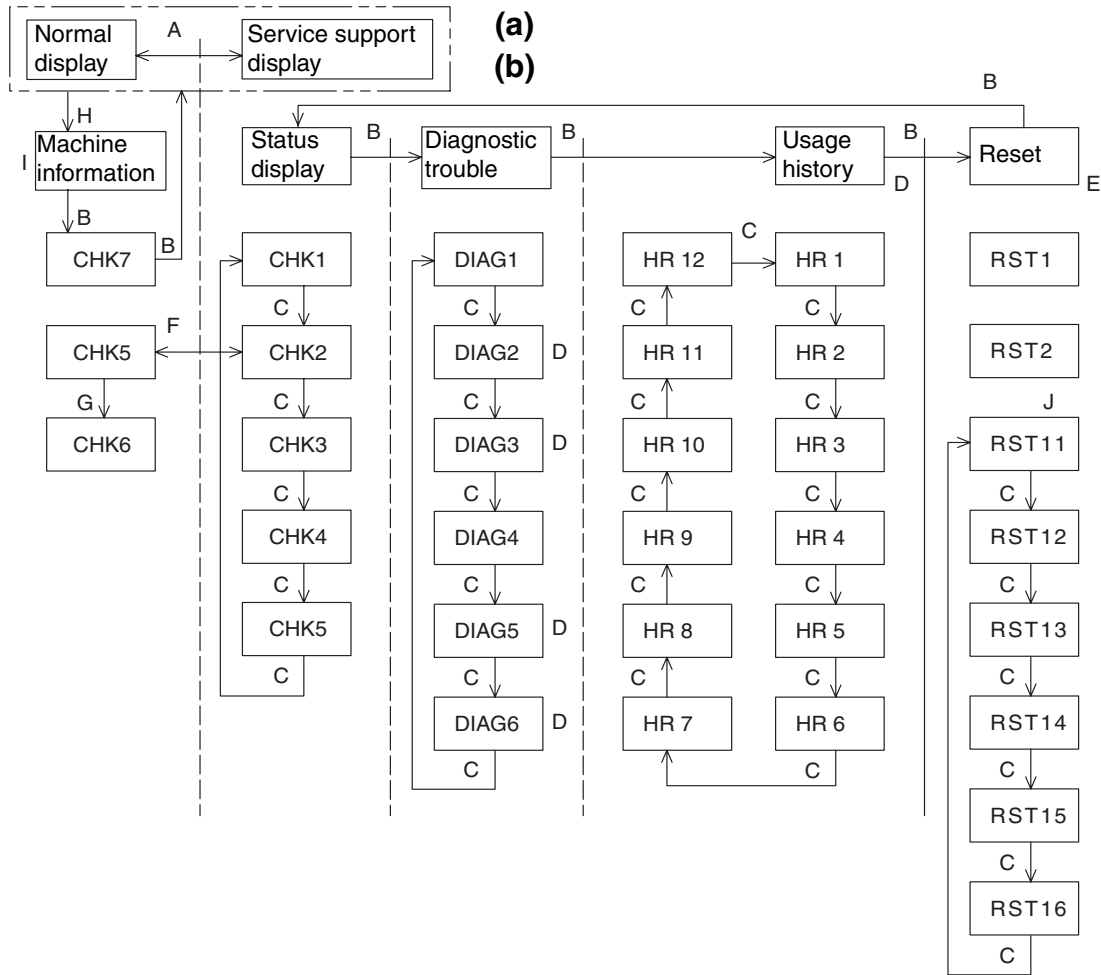 Normal
display
A
Service support
display
(a)
(b)
H
B
I
Machine
information
Status
display
B
Diagnostic
trouble
B
Usage
history
B
D
Reset
E
B
CHK7
B
CHK1
DIAG1
HR 12
C
HR 1
RST1
C
C
C
C
CHK5
F
CHK2
DIAG2
D
HR 11
HR 2
RST2
G
C
C
C
C
J
CHK6
CHK3
DIAG3
D
HR 10
HR 3
RST11
C
C
C
C
C
CHK4
DIAG4
HR 9
HR 4
RST12
C
C
C
C
C
CHK5
DIAG5
D
HR 8
HR 5
RST13
C
C
C
C
C
DIAG6
D
HR 7
HR 6
RST14
C
C
C
RST15
C
RST16
C